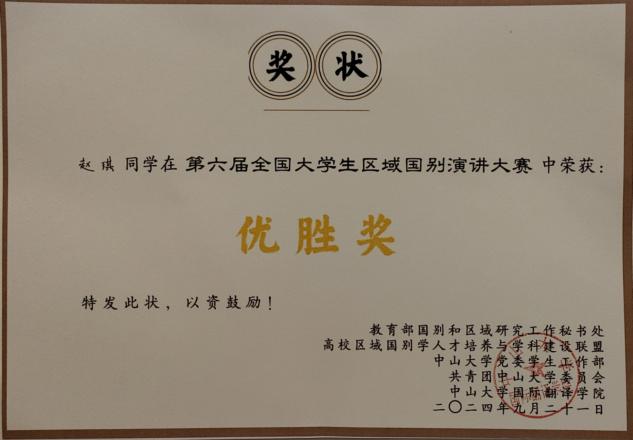 奖状
赵琪 同学在 第六届全国大学生区域国别演讲大赛 中荣获：
优胜奖
特发此状，以资鼓励！
教育部国别和区域研究工作秘书处
高校区域国别学人才培养与学科建设联盟
中山大学党委学生工作部
共青团中山大学委员会
中山大学国际翻译学院
二〇二四年九月二十一日